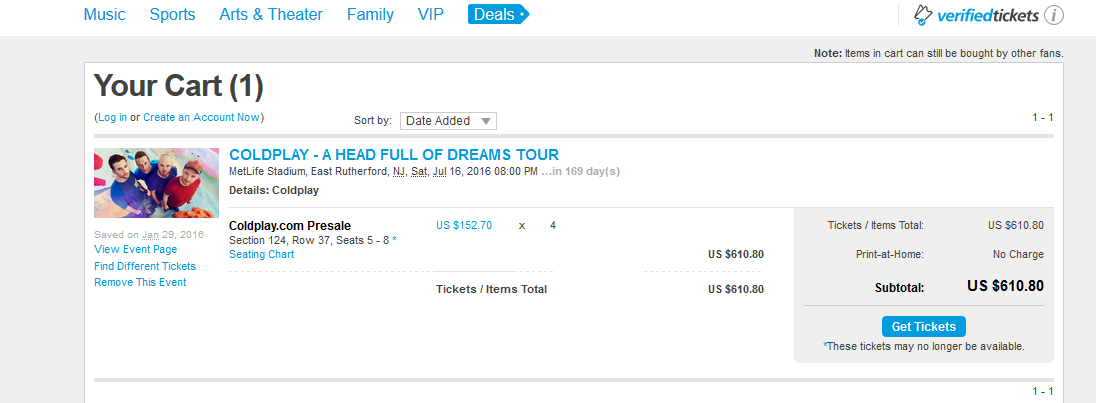 Music Sports Arts & Theater Family VIP Deals verifiedtickets i
Note: Items in cart can still be bought by other fans.
Your Cart (1)
(Log in or Create an Account Now) Sort by: Date Added 1 - 1
COLDPLAY - A HEAD FULL OF DREAMS TOUR
MetLife Stadium, East Rutherford, NJ, Sat, Jul 16, 2016 08:00 PM ...in 169 day(s)
Details: Coldplay
Saved on Jan 29, 2016
View Event Page
Find Different Tickets
Remove This Event
Coldplay.com Presale US $152.70 x 4
Section 124, Row 37, Seats 5 - 8 *
Seating Chart US $610.80
Tickets / Items Total US $610.80
Tickets / Items Total: US $610.80
Print-at-Home: No Charge
Subtotal: US $610.80
Get Tickets
*These tickets may no longer be available.
1 - 1